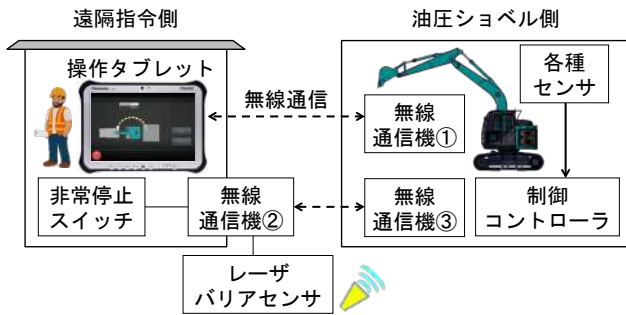 遠隔指令側
油圧ショベル側
操作タブレット
無線通信
各種
センサ
無線
通信機①
非常停止
スイッチ
無線
通信機②
無線
通信機③
制御
コントローラ
レーザ
バリアセンサ